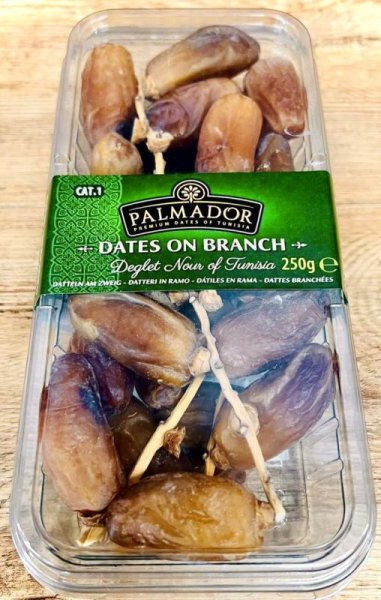 CAT.1
PALMADOR
PREMIUM DATES OF TUNISIA
DATES ON BRANCH
Deglet Nour of Tunisia 250g ℮
DATTELN AM ZWEIG - DATTERI IN RAMO - DÁTILES EN RAMA - DATTES BRANCHÉES